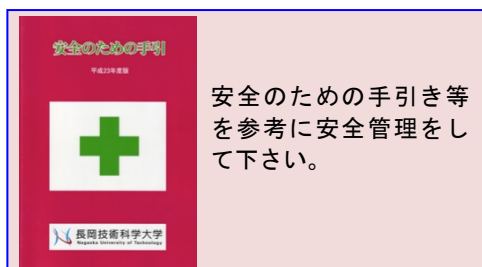 安全のための手引
平成23年度版
長岡技術科学大学
Nagaoka University of Technology
安全のための手引き等
を参考に安全管理をし
て下さい。